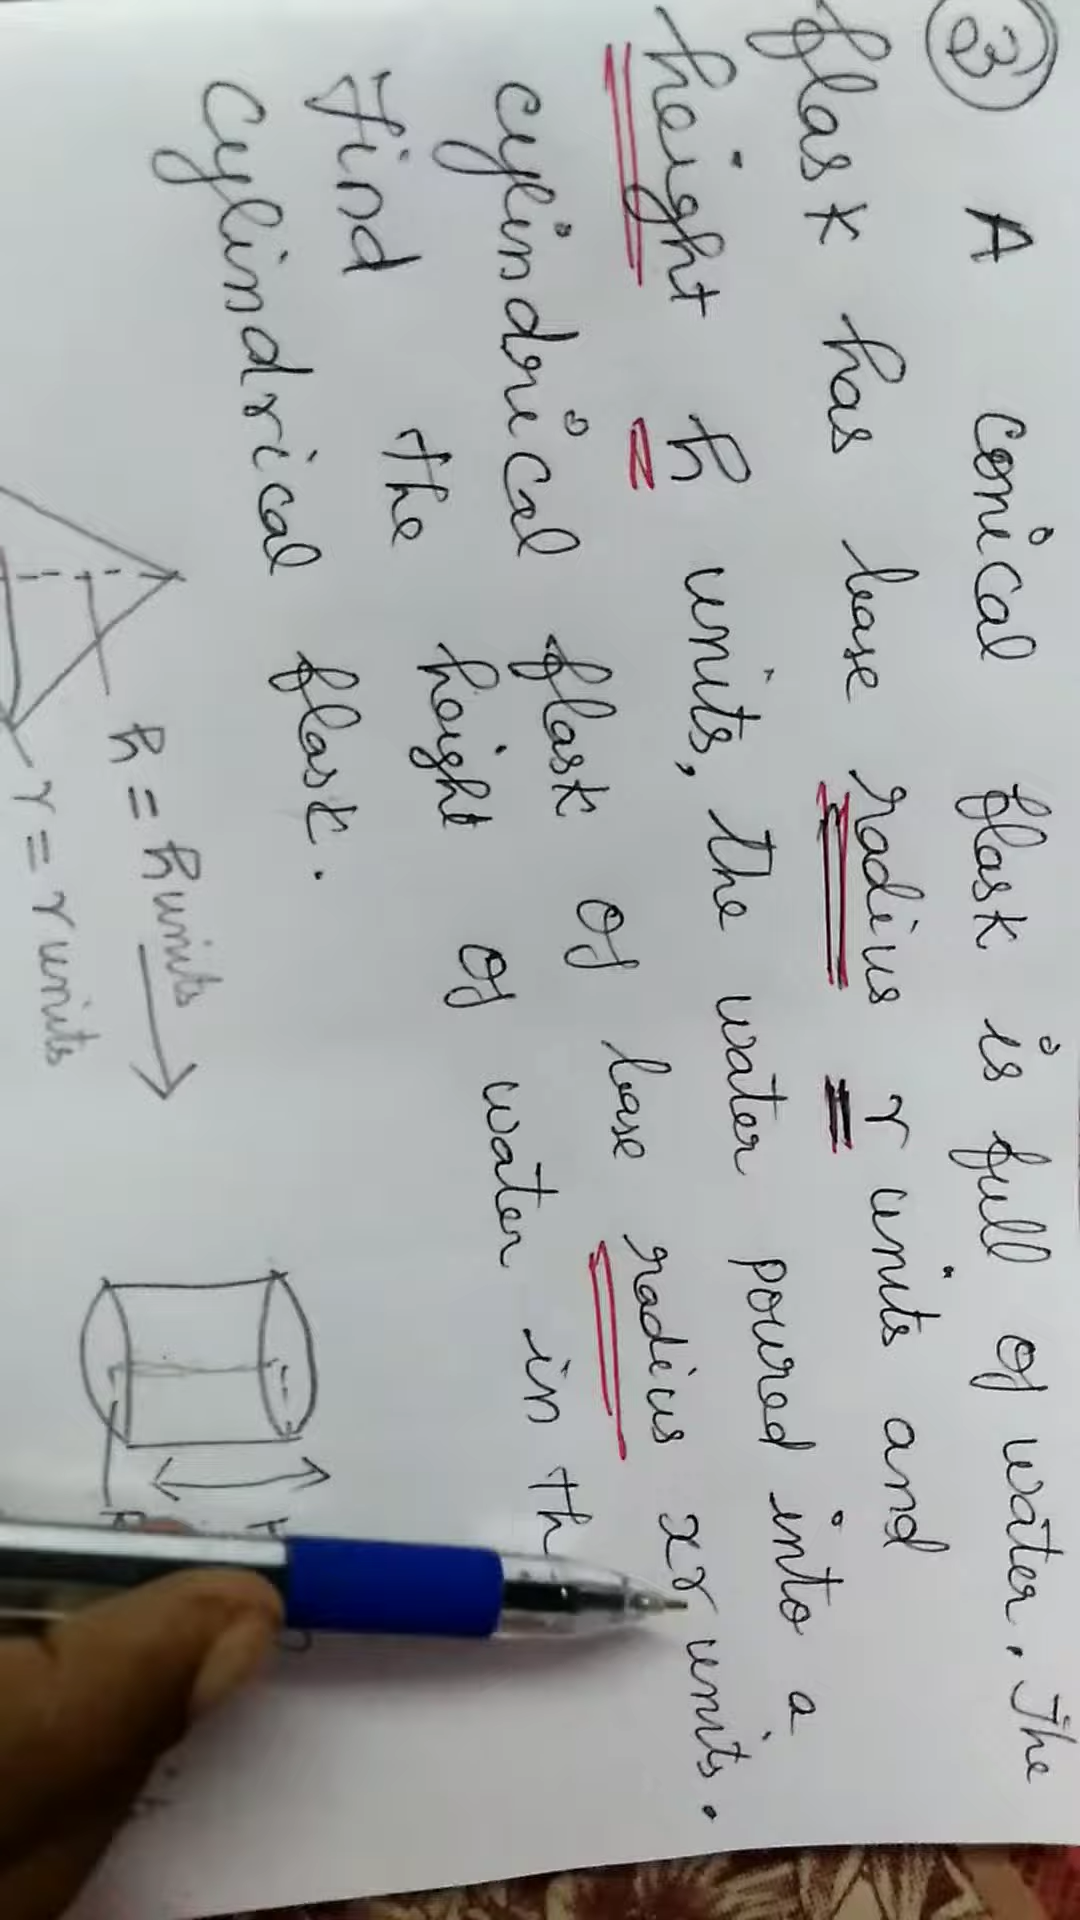 3 A conical flask is full of water. The
flask has base radius r units and
height h units, the water poured into a
cylindrical flask of base radius xr units.
Find the height of water in th
cylindrical flask.
h = h units
r = r units